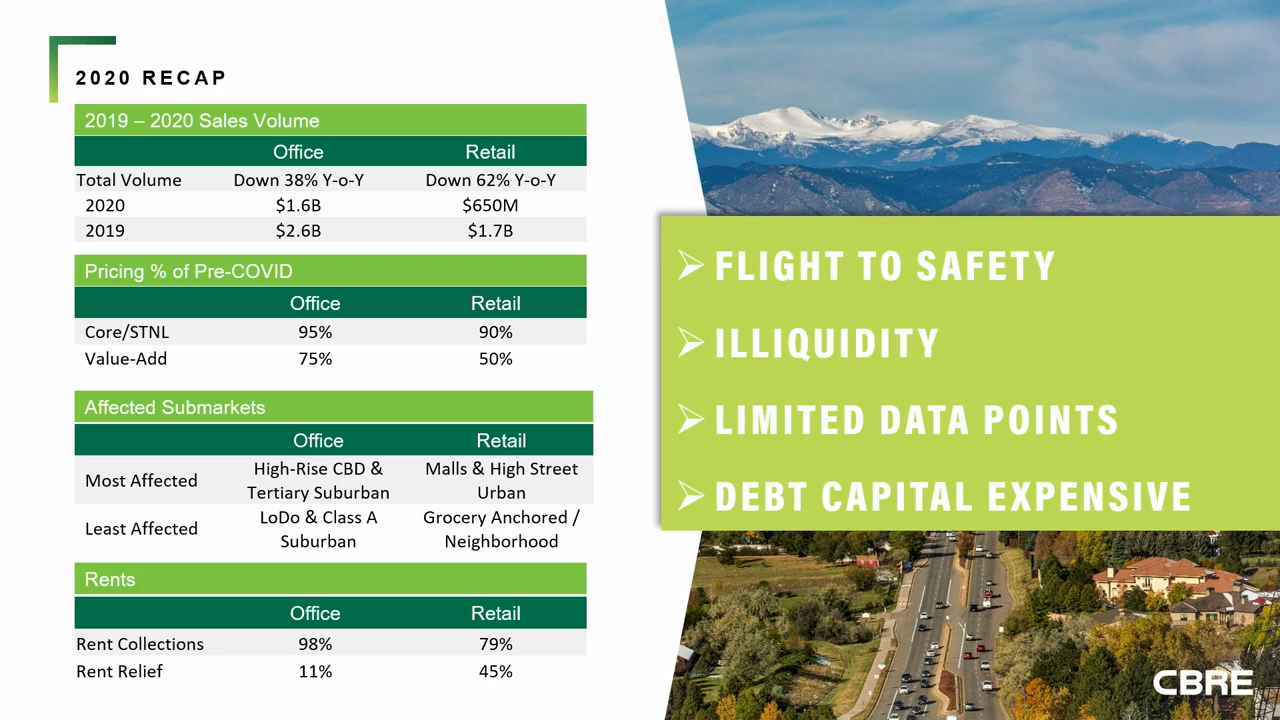 2020 RECAP
2019 – 2020 Sales Volume
Office Retail
Total Volume Down 38% Y-o-Y Down 62% Y-o-Y
2020 $1.6B $650M
2019 $2.6B $1.7B
Pricing % of Pre-COVID
Office Retail
Core/STNL 95% 90%
Value-Add 75% 50%
Affected Submarkets
Office Retail
Most Affected High-Rise CBD & Tertiary Suburban Malls & High Street Urban
Least Affected LoDo & Class A Suburban Grocery Anchored / Neighborhood
Rents
Office Retail
Rent Collections 98% 79%
Rent Relief 11% 45%
FLIGHT TO SAFETY
ILLIQUIDITY
LIMITED DATA POINTS
DEBT CAPITAL EXPENSIVE
CBRE